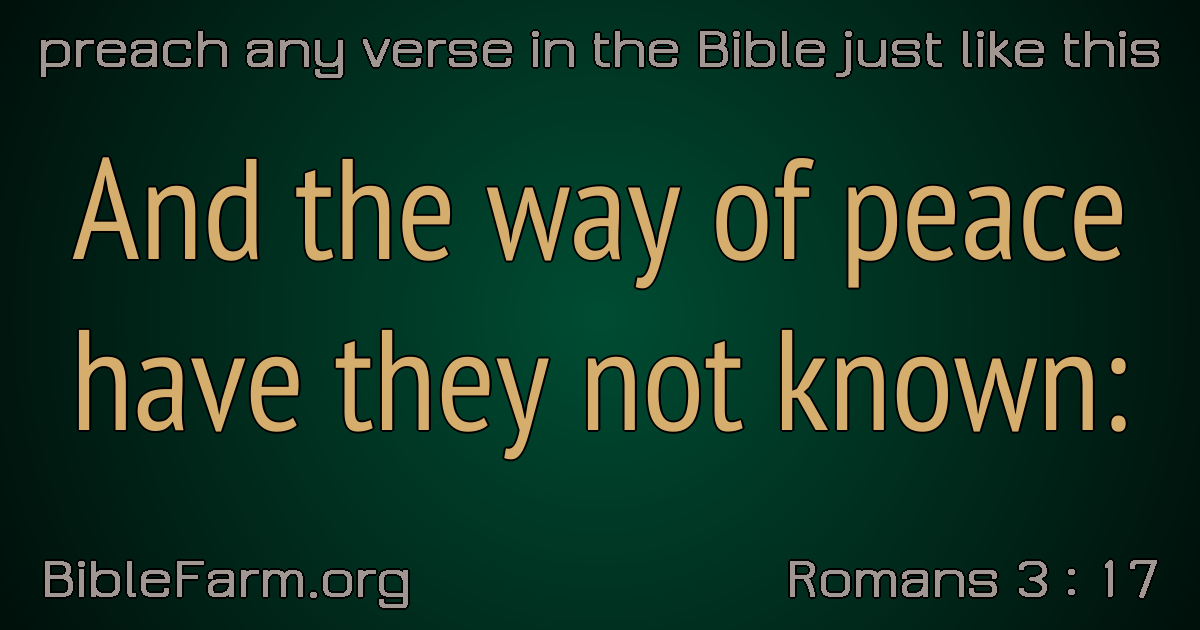 preach any verse in the Bible just like this
And the way of peace
have they not known:
BibleFarm.org
Romans 3 : 17